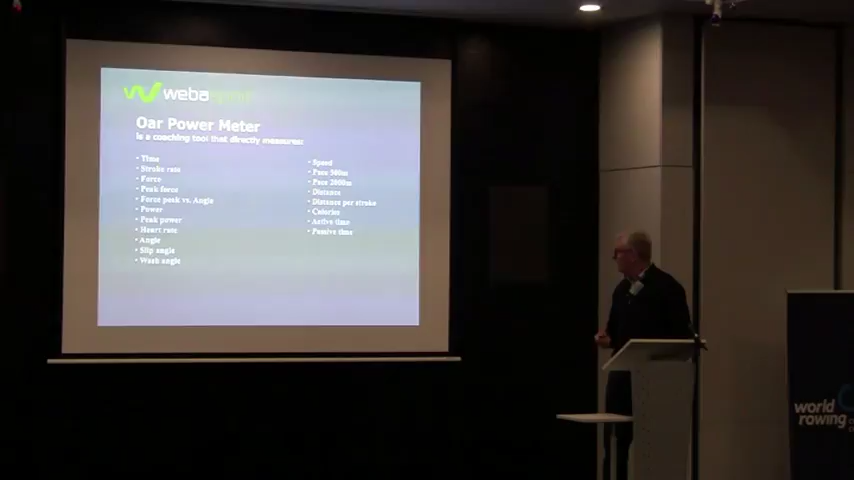 weba
Oar Power Meter
is a coaching tool that directly measures:
• Time
• Stroke rate
• Force
• Peak force
• Force peak vs. Angle
• Power
• Peak power
• Heart rate
• Angle
• Slip angle
• Wash angle
• Speed
• Pace 500m
• Pace 2000m
• Distance
• Distance per stroke
• Calories
• Active time
• Passive time
world
rowing